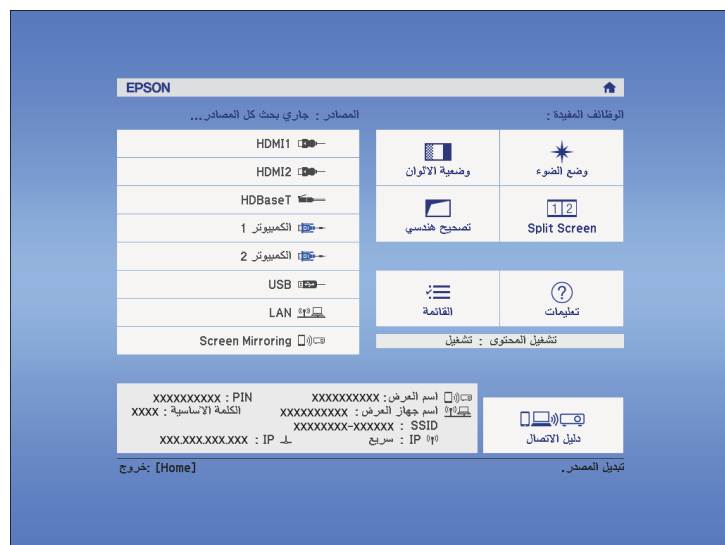 EPSON
الوظائف المفيدة :
المصادر : جاري بحث كل المصادر...
وضع الضوء
وضعية الألوان
1 2
Split Screen
تصحيح هندسي
تعليمات
القائمة
تشغيل المحتوى : تشغيل
HDMI1
HDMI2
HDBaseT
الكمبيوتر 1
الكمبيوتر 2
USB
LAN
Screen Mirroring
دليل الاتصال
اسم العرض: XXXXXXXXXX
PIN : XXXXXXXXXX
اسم جهاز العرض : XXXXXXXXXX
الكلمة الأساسية : XXXX
SSID : XXXXXXXX-XXXXXX
IP : سريع
IP : XXX.XXX.XXX.XXX
تبديل المصدر.
[Home] :خروج